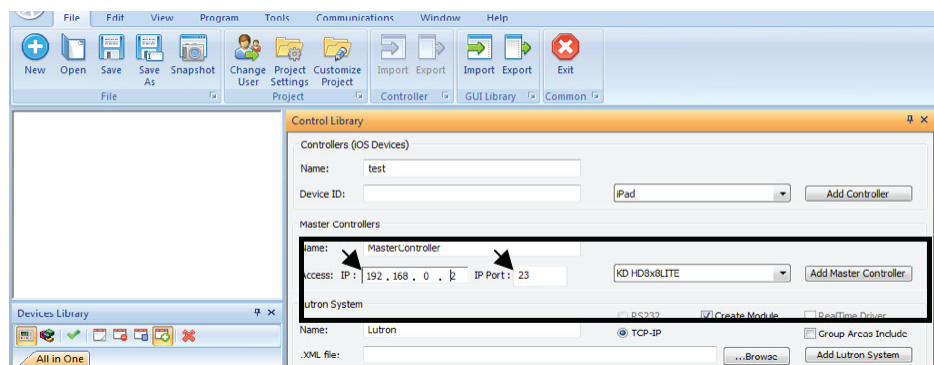 File Edit View Program Tools Communications Window Help
New Open Save Save As Snapshot Change User Project Settings Customize Project Import Export Import Export Exit
File Project Controller GUI Library Common
Control Library
Controllers (iOS Devices)
Name: test
Device ID: iPad Add Controller
Master Controllers
Name: MasterController
Access: IP: 192 . 168 . 0 . 2 IP Port: 23 KD HD8x8LITE Add Master Controller
Lutron System
RS232 Create Module RealTime Driver
Devices Library
Name: Lutron TCP-IP Group Areas Include
All in One
.XML file: ...Browse Add Lutron System